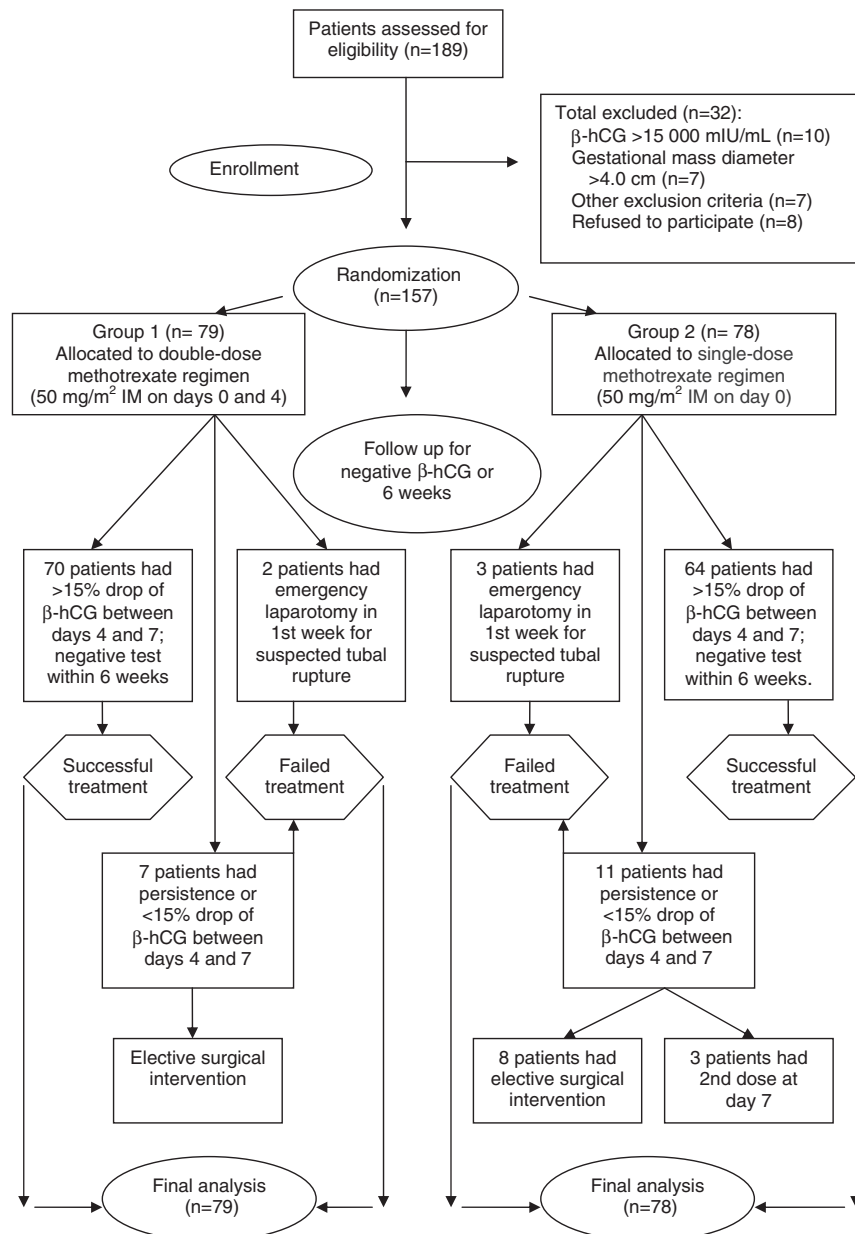 Patients assessed for
eligibility (n=189)
Total excluded (n=32):
β-hCG >15 000 mIU/mL (n=10)
Gestational mass diameter
>4.0 cm (n=7)
Other exclusion criteria (n=7)
Refused to participate (n=8)
Enrollment
Randomization
(n=157)
Group 1 (n= 79)
Allocated to double-dose
methotrexate regimen
(50 mg/m² IM on days 0 and 4)
Group 2 (n= 78)
Allocated to single-dose
methotrexate regimen
(50 mg/m² IM on day 0)
Follow up for
negative β-hCG or
6 weeks
70 patients had
>15% drop of
β-hCG between
days 4 and 7;
negative test
within 6 weeks
2 patients had
emergency
laparotomy in
1st week for
suspected tubal
rupture
3 patients had
emergency
laparotomy in
1st week for
suspected tubal
rupture
64 patients had
>15% drop of
β-hCG between
days 4 and 7;
negative test
within 6 weeks.
Successful
treatment
Failed
treatment
Failed
treatment
Successful
treatment
7 patients had
persistence or
<15% drop of
β-hCG between
days 4 and 7
11 patients had
persistence or
<15% drop of
β-hCG between
days 4 and 7
Elective surgical
intervention
8 patients had
elective surgical
intervention
3 patients had
2nd dose at
day 7
Final analysis
(n=79)
Final analysis
(n=78)